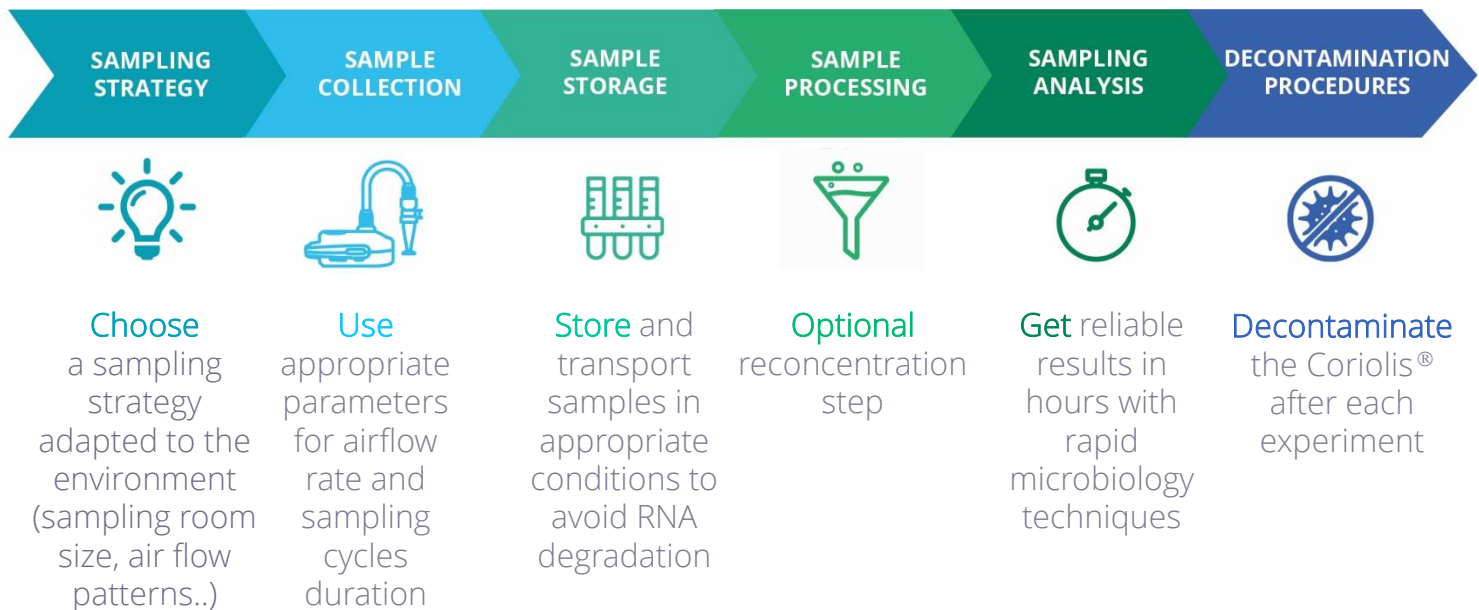 SAMPLING
STRATEGY
SAMPLE
COLLECTION
SAMPLE
STORAGE
SAMPLE
PROCESSING
SAMPLING
ANALYSIS
DECONTAMINATION
PROCEDURES
Choose
a sampling
strategy
adapted to the
environment
(sampling room
size, air flow
patterns..)
Use
appropriate
parameters
for airflow
rate and
sampling
cycles
duration
Store and
transport
samples in
appropriate
conditions to
avoid RNA
degradation
Optional
reconcentration
step
Get reliable
results in
hours with
rapid
microbiology
techniques
Decontaminate
the Coriolis®
after each
experiment